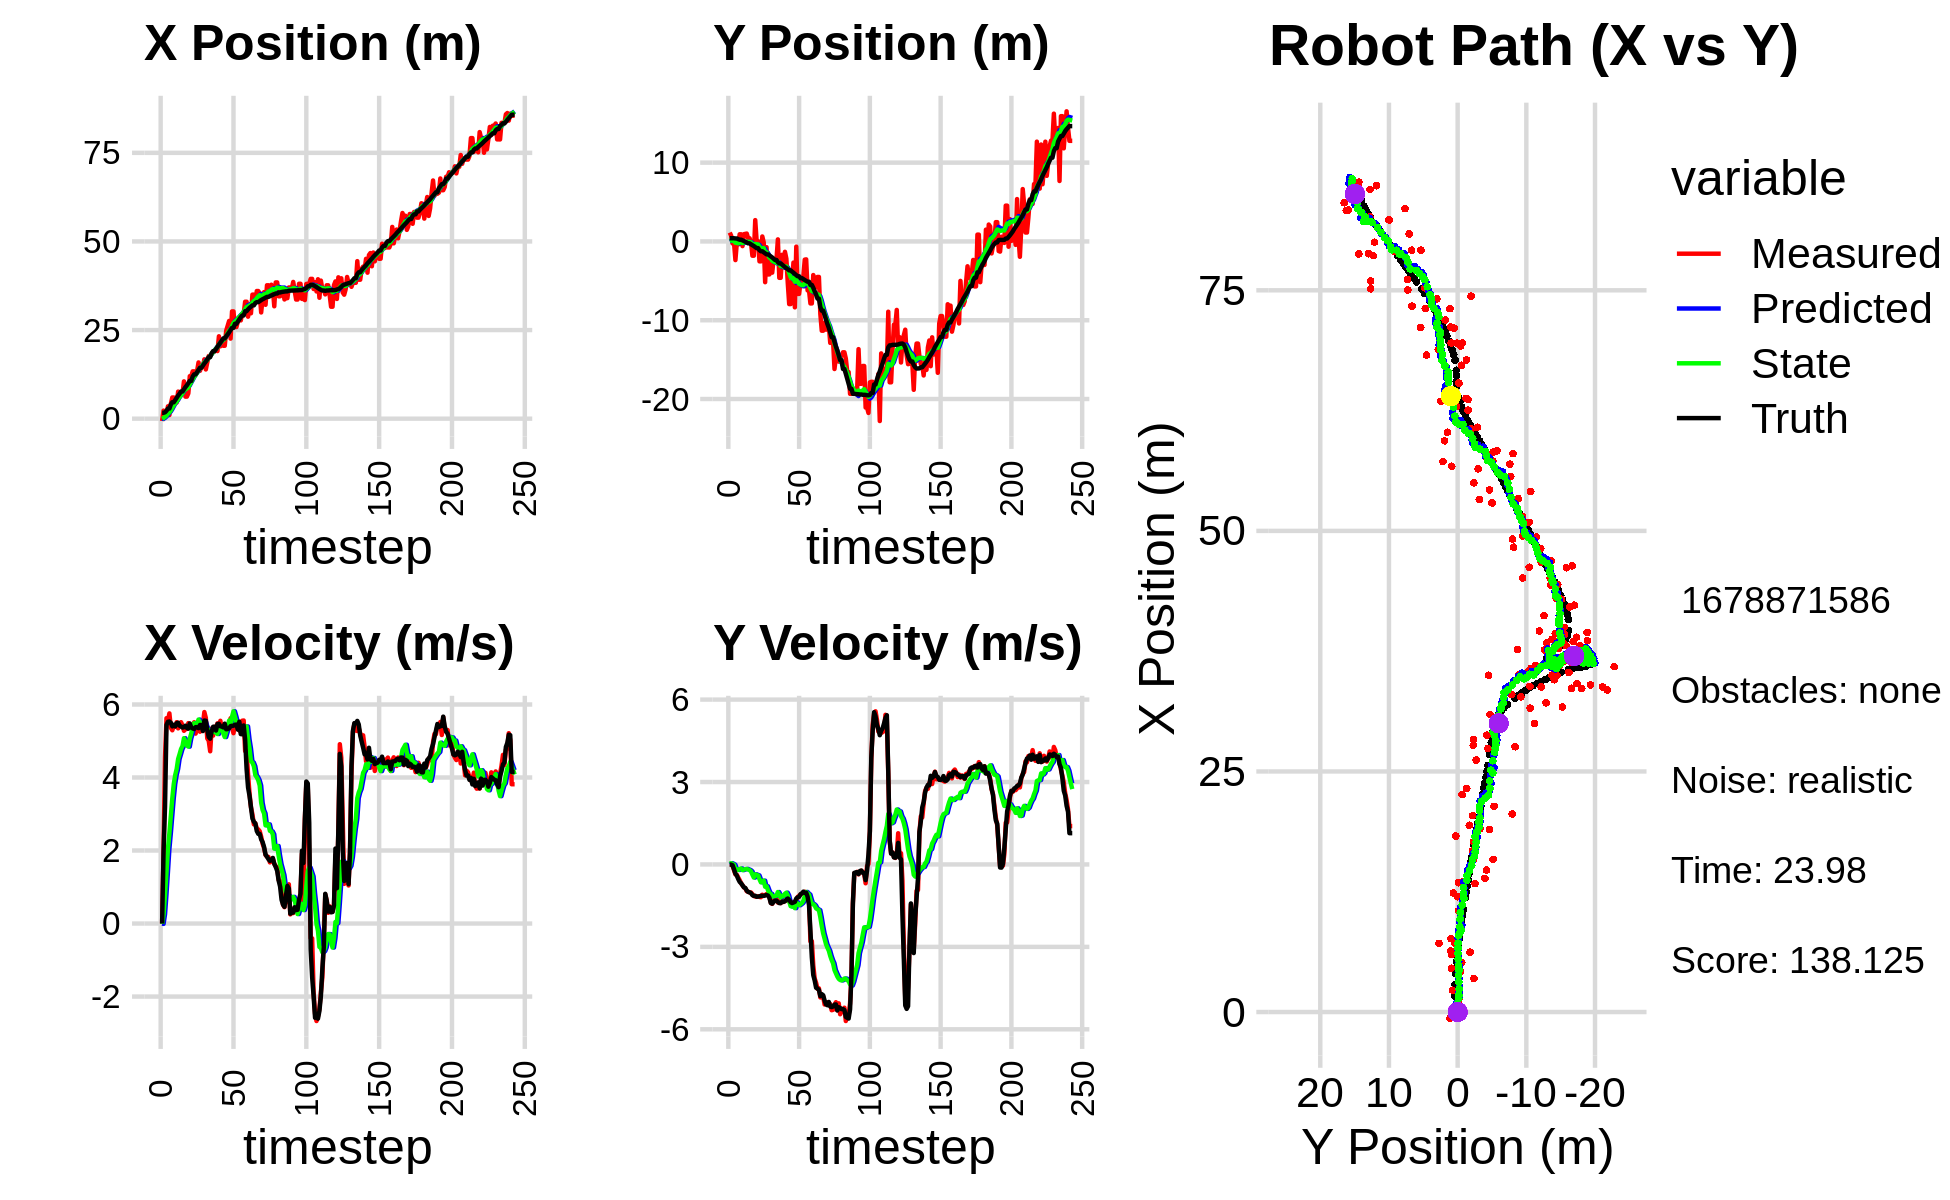 X Position (m)
75
50
25
0
0 50 100 150 200 250
timestep
Y Position (m)
10
0
-10
-20
0 50 100 150 200 250
timestep
X Velocity (m/s)
6
4
2
0
-2
0 50 100 150 200 250
timestep
Y Velocity (m/s)
6
3
0
-3
-6
0 50 100 150 200 250
timestep
Robot Path (X vs Y)
X Position (m)
75
50
25
0
20 10 0 -10 -20
Y Position (m)
variable
Measured
Predicted
State
Truth
1678871586
Obstacles: none
Noise: realistic
Time: 23.98
Score: 138.125